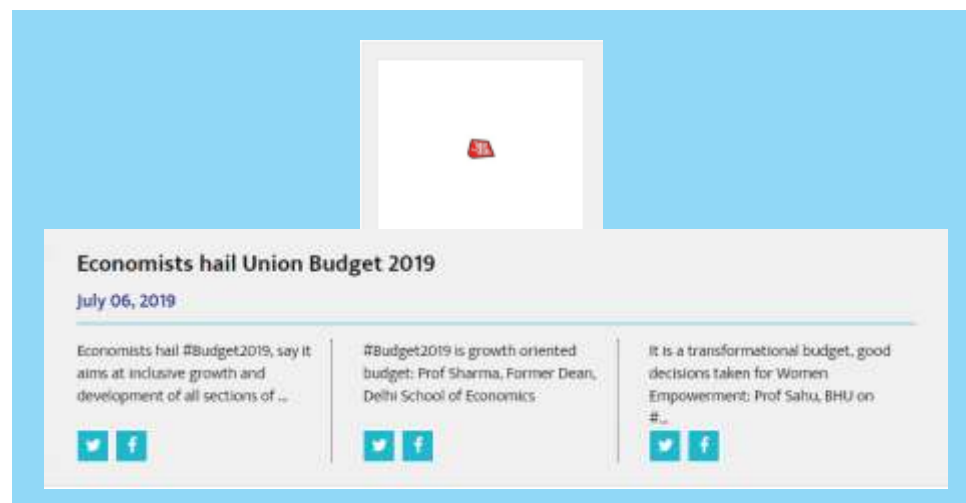 Economists hail Union Budget 2019
July 06, 2019
Economists hail #Budget2019, say it
aims at inclusive growth and
development of all sections of ...
#Budget2019 is growth oriented
budget: Prof Sharma, Former Dean,
Delhi School of Economics
It is a transformational budget, good
decisions taken for Women
Empowerment: Prof Sahu, BHU on
#...